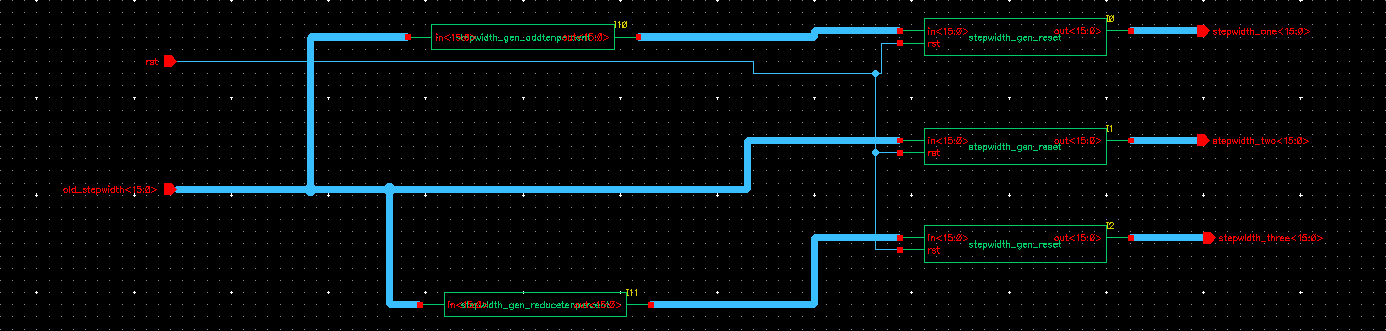 I10
in<15:0> stepwidth_gen_addtenpercent out<15:0>
I0
in<15:0> out<15:0>
stepwidth_gen_reset
rst
stepwidth_one<15:0>
rst
I1
in<15:0> out<15:0>
stepwidth_gen_reset
rst
stepwidth_two<15:0>
old_stepwidth<15:0>
I2
in<15:0> out<15:0>
stepwidth_gen_reset
rst
stepwidth_three<15:0>
I11
in<15:0> stepwidth_gen_reducetenpercent out<15:0>